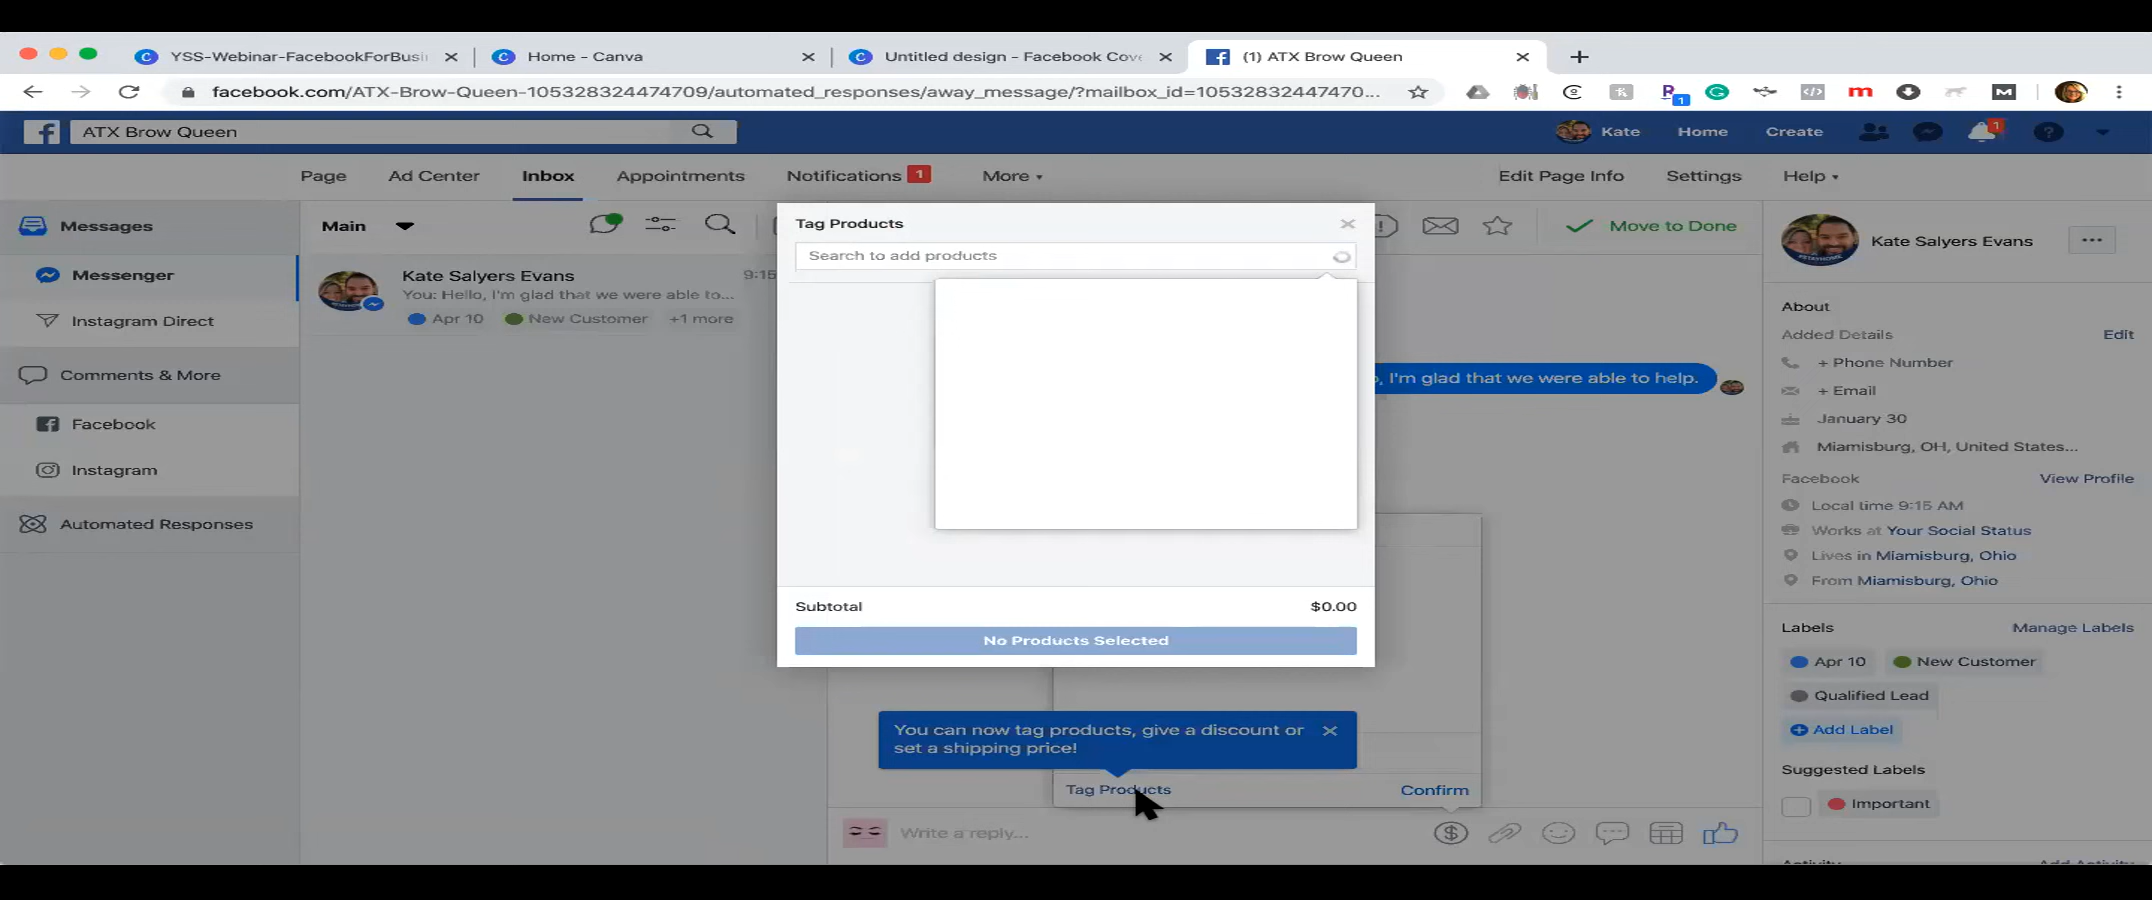 YSS-Webinar-FacebookForBusi
Home - Canva
Untitled design - Facebook Cove
(1) ATX Brow Queen
facebook.com/ATX-Brow-Queen-105328324474709/automated_responses/away_message/?mailbox_id=10532832447470...
1
ATX Brow Queen
Kate
Home
Create
1
Page
Ad Center
Inbox
Appointments
Notifications 1
More
Edit Page Info
Settings
Help
Messages
Messenger
Instagram Direct
Comments & More
Facebook
Instagram
Automated Responses
Main
Kate Salyers Evans
9:15
You: Hello, I'm glad that we were able to...
Apr 10
New Customer
+1 more
Move to Done
Tag Products
Search to add products
Subtotal
$0.00
No Products Selected
, I'm glad that we were able to help.
You can now tag products, give a discount or
set a shipping price!
Tag Products
Confirm
Write a reply...
Kate Salyers Evans
About
Added Details
Edit
+ Phone Number
+ Email
January 30
Miamisburg, OH, United States...
Facebook
View Profile
Local time 9:15 AM
Works at Your Social Status
Lives in Miamisburg, Ohio
From Miamisburg, Ohio
Labels
Manage Labels
Apr 10
New Customer
Qualified Lead
Add Label
Suggested Labels
Important
Activity
Add Activity